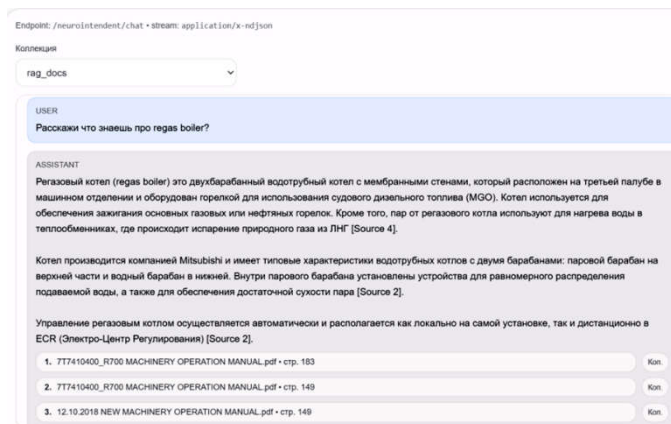 Endpoint: /neurointendent/chat • stream: application/x-ndjson
Коллекция
rag_docs
USER
Расскажи что знаешь про regas boiler?
ASSISTANT
Регазовый котел (regas boiler) это двухбарабанный водотрубный котел с мембранными стенами, который расположен на третьей палубе в
машинном отделении и оборудован горелкой для использования судового дизельного топлива (MGO). Котел используется для
обеспечения зажигания основных газовых или нефтяных горелок. Кроме того, пар от регазового котла используют для нагрева воды в
теплообменниках, где происходит испарение природного газа из ЛНГ [Source 4].
Котел производится компанией Mitsubishi и имеет типовые характеристики водотрубных котлов с двумя барабанами: паровой барабан на
верхней части и водный барабан в нижней. Внутри парового барабана установлены устройства для равномерного распределения
подаваемой воды, а также для обеспечения достаточной сухости пара [Source 2].
Управление регазовым котлом осуществляется автоматически и располагается как локально на самой установке, так и дистанционно в
ECR (Электро-Центр Регулирования) [Source 2].
1. 7T7410400_R700 MACHINERY OPERATION MANUAL.pdf • стр. 183
Коп.
2. 7T7410400_R700 MACHINERY OPERATION MANUAL.pdf • стр. 149
Коп.
3. 12.10.2018 NEW MACHINERY OPERATION MANUAL.pdf • стр. 149
Коп.